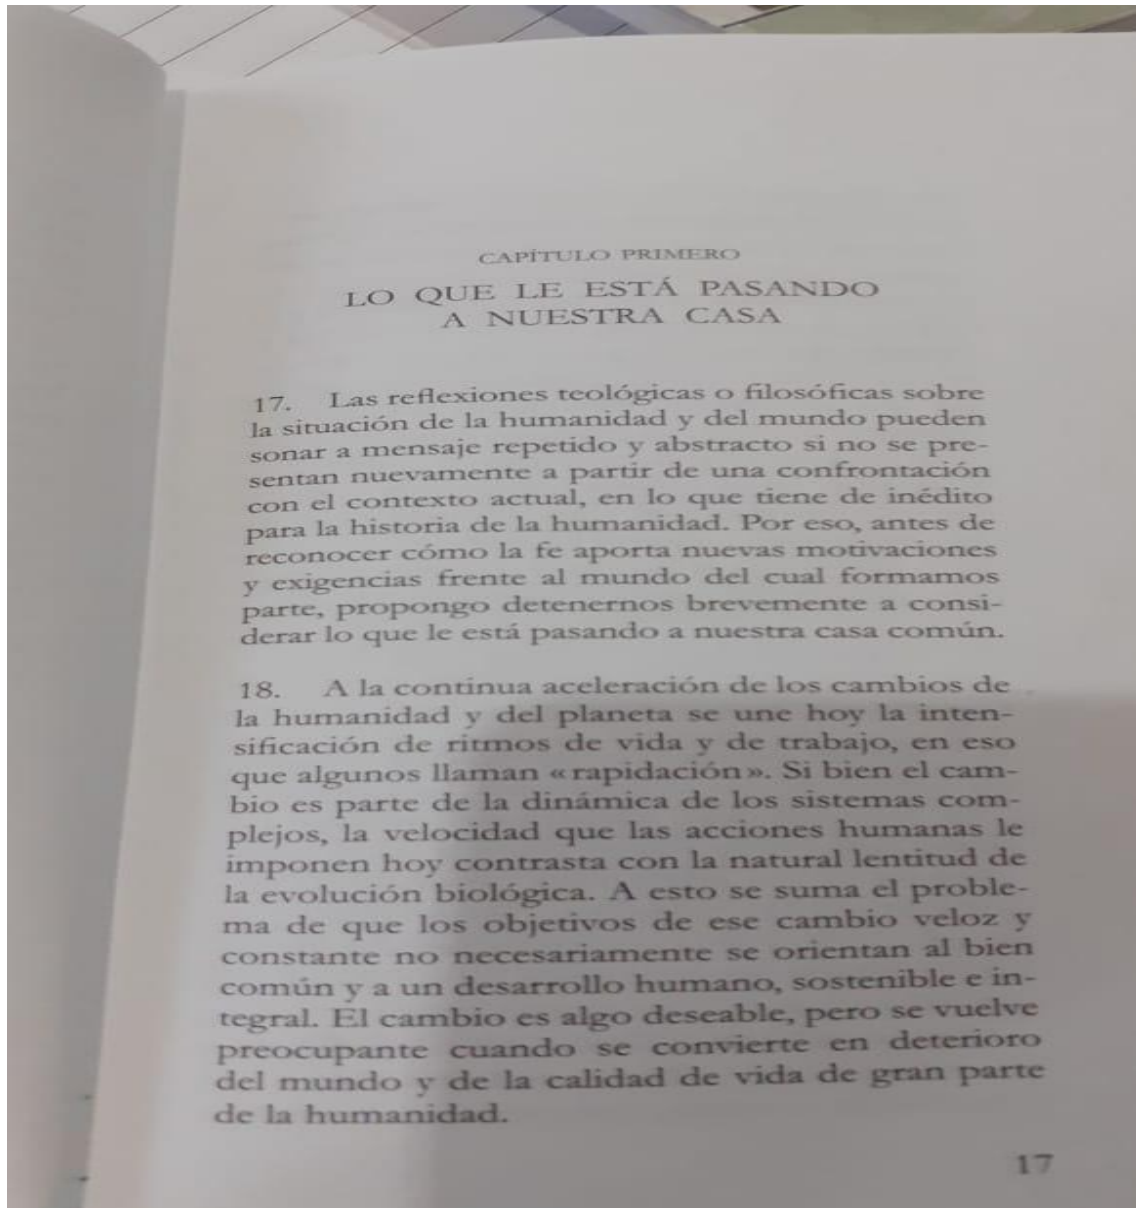 CAPÍTULO PRIMERO
LO QUE LE ESTÁ PASANDO
A NUESTRA CASA
17. Las reflexiones teológicas o filosóficas sobre
la situación de la humanidad y del mundo pueden
sonar a mensaje repetido y abstracto si no se pre-
sentan nuevamente a partir de una confrontación
con el contexto actual, en lo que tiene de inédito
para la historia de la humanidad. Por eso, antes de
reconocer cómo la fe aporta nuevas motivaciones
y exigencias frente al mundo del cual formamos
parte, propongo detenernos brevemente a consi-
derar lo que le está pasando a nuestra casa común.
18. A la continua aceleración de los cambios de
la humanidad y del planeta se une hoy la inten-
sificación de ritmos de vida y de trabajo, en eso
que algunos llaman «rapidación». Si bien el cam-
bio es parte de la dinámica de los sistemas com-
plejos, la velocidad que las acciones humanas le
imponen hoy contrasta con la natural lentitud de
la evolución biológica. A esto se suma el proble-
ma de que los objetivos de ese cambio veloz y
constante no necesariamente se orientan al bien
común y a un desarrollo humano, sostenible e in-
tegral. El cambio es algo deseable, pero se vuelve
preocupante cuando se convierte en deterioro
del mundo y de la calidad de vida de gran parte
de la humanidad.
17